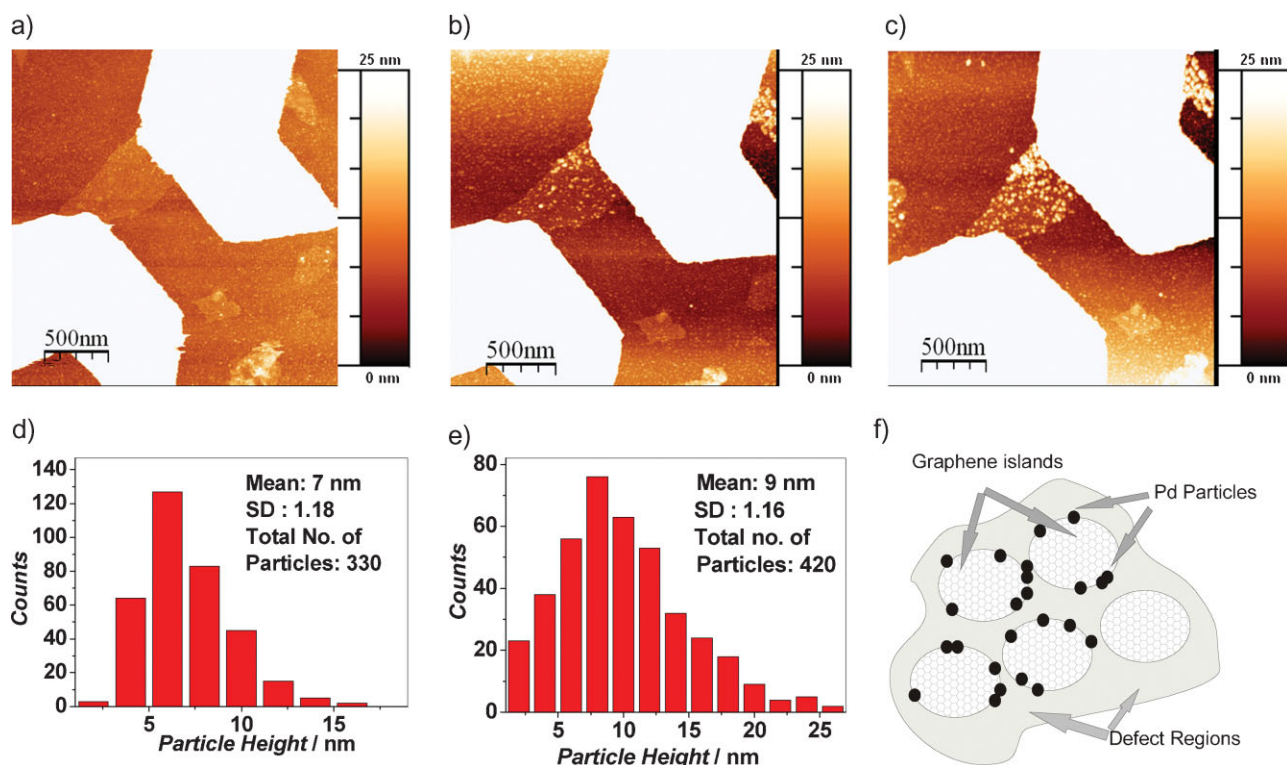 a)
25 nm
500nm
0 nm
b)
25 nm
500nm
0 nm
c)
25 nm
500nm
0 nm
d)
140
120
100
80
60
40
20
0
Counts
Mean: 7 nm
SD : 1.18
Total No. of
Particles: 330
5
10
15
Particle Height / nm
e)
80
60
40
20
0
Counts
Mean: 9 nm
SD : 1.16
Total no. of
Particles: 420
5
10
15
20
25
Particle Height / nm
f)
Graphene islands
Pd Particles
Defect Regions